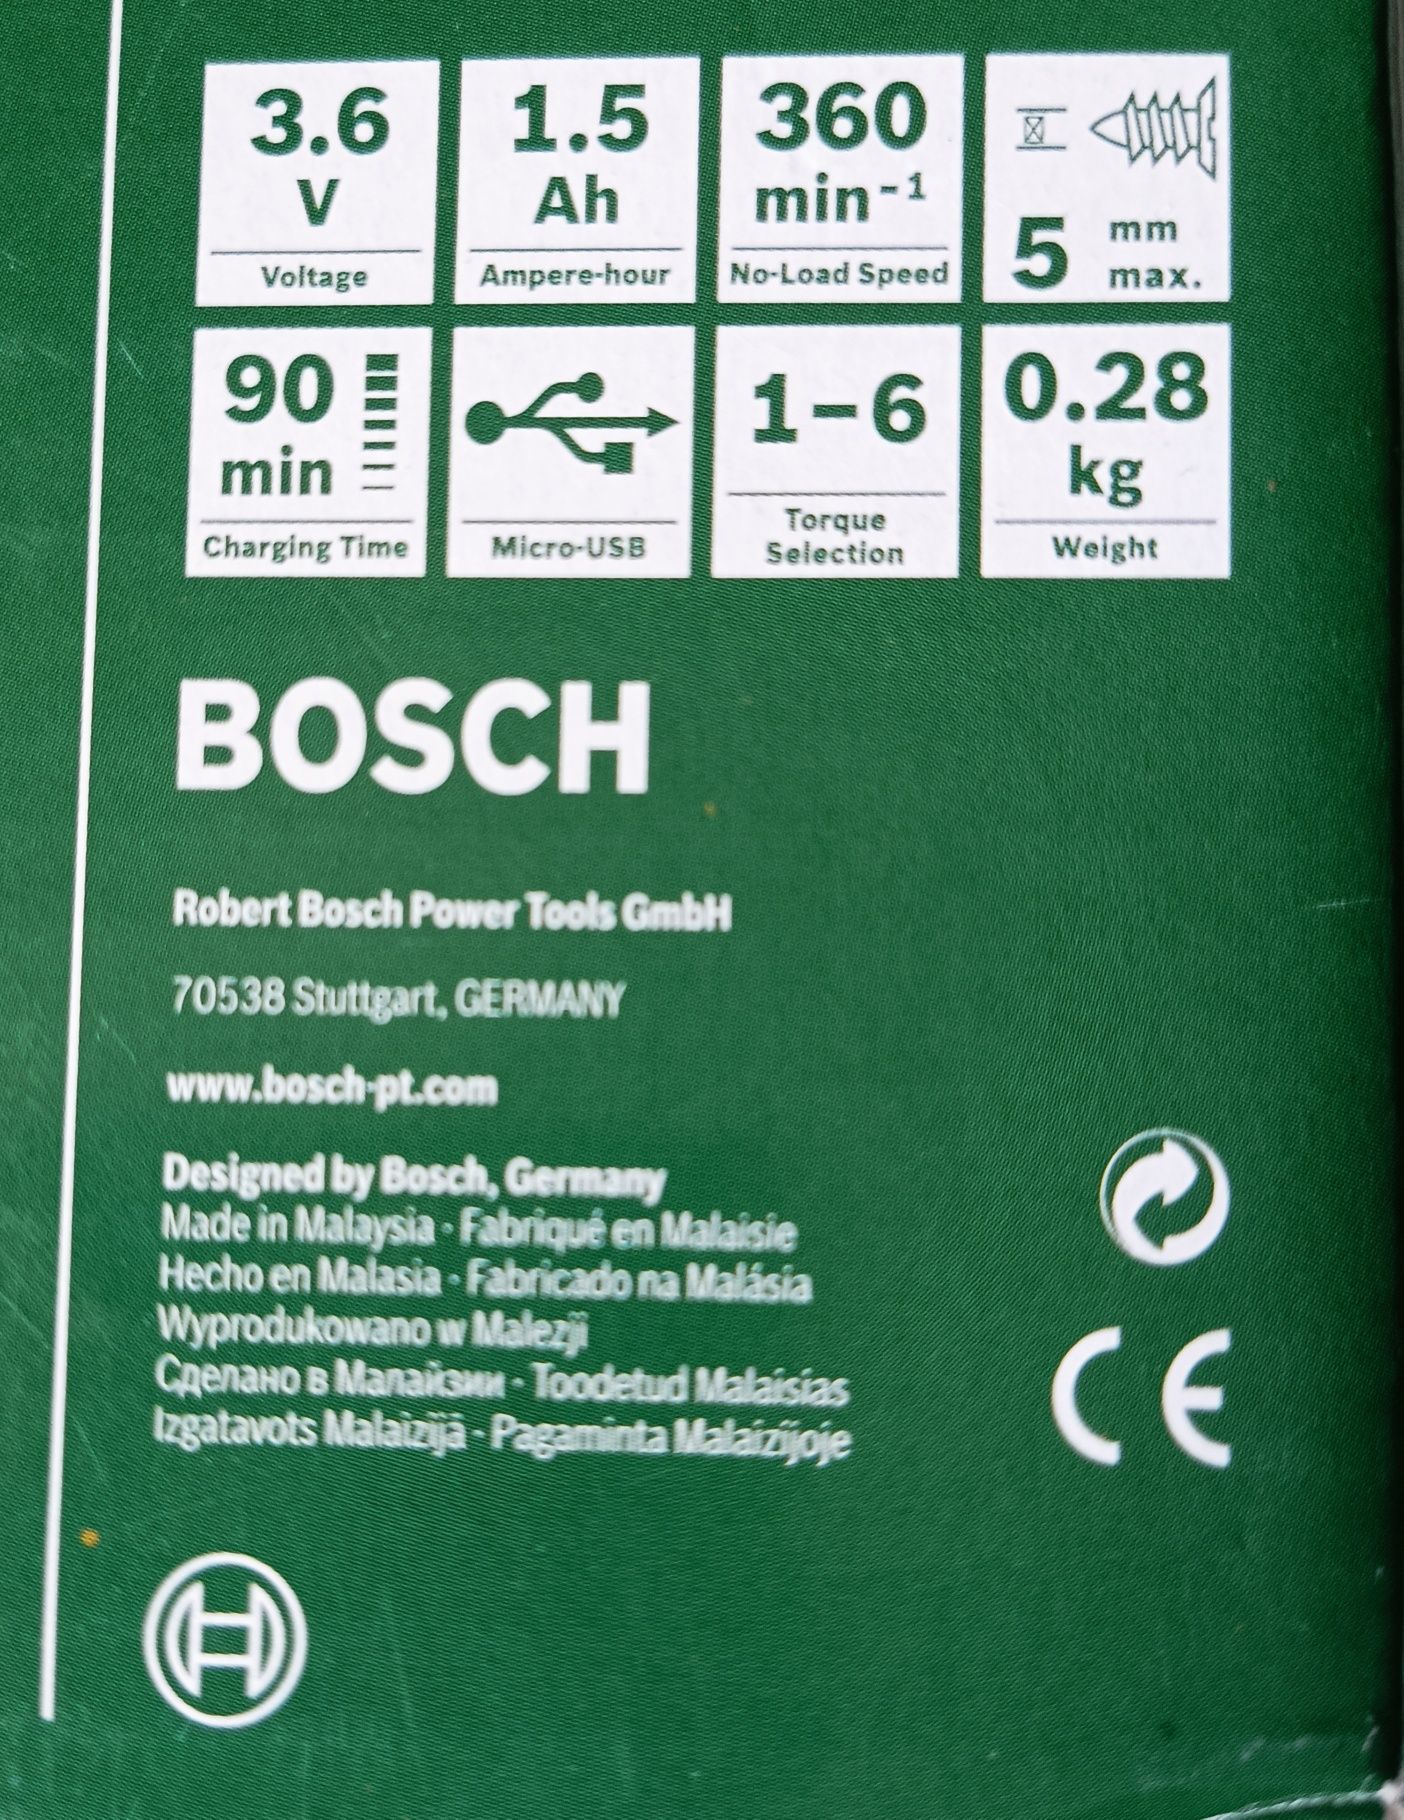 3.6
V
Voltage
1.5
Ah
Ampere-hour
360
min⁻¹
No-Load Speed
5 mm
max.
90
min
Charging Time
Micro-USB
1–6
Torque
Selection
0.28
kg
Weight
BOSCH
Robert Bosch Power Tools GmbH
70538 Stuttgart, GERMANY
www.bosch-pt.com
Designed by Bosch, Germany
Made in Malaysia · Fabriqué en Malaisie
Hecho en Malasia · Fabricado na Malásia
Wyprodukowano w Malezji
Сделано в Малайзии · Toodetud Malaisias
Izgatavots Malaizijā · Pagaminta Malaizijoje
CE